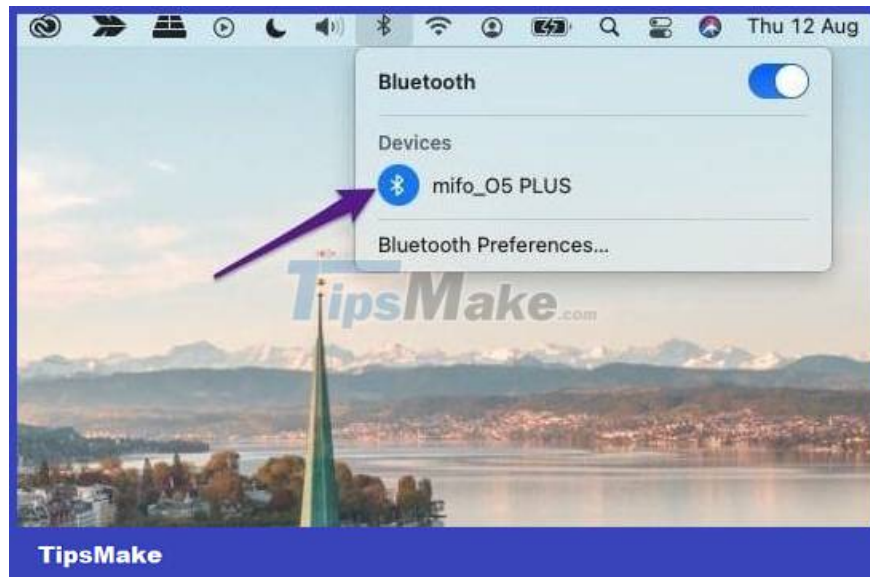 Thu 12 Aug
Bluetooth
Devices
mifo_O5 PLUS
Bluetooth Preferences...
TipsMake.com
TipsMake